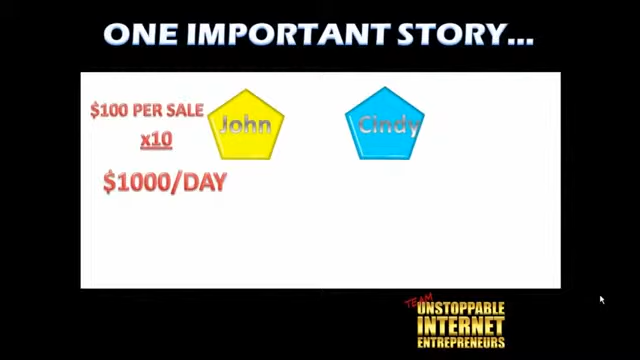 ONE IMPORTANT STORY...
$100 PER SALE
x10
$1000/DAY
John
Cindy
TEAM
UNSTOPPABLE
INTERNET
ENTREPRENEURS